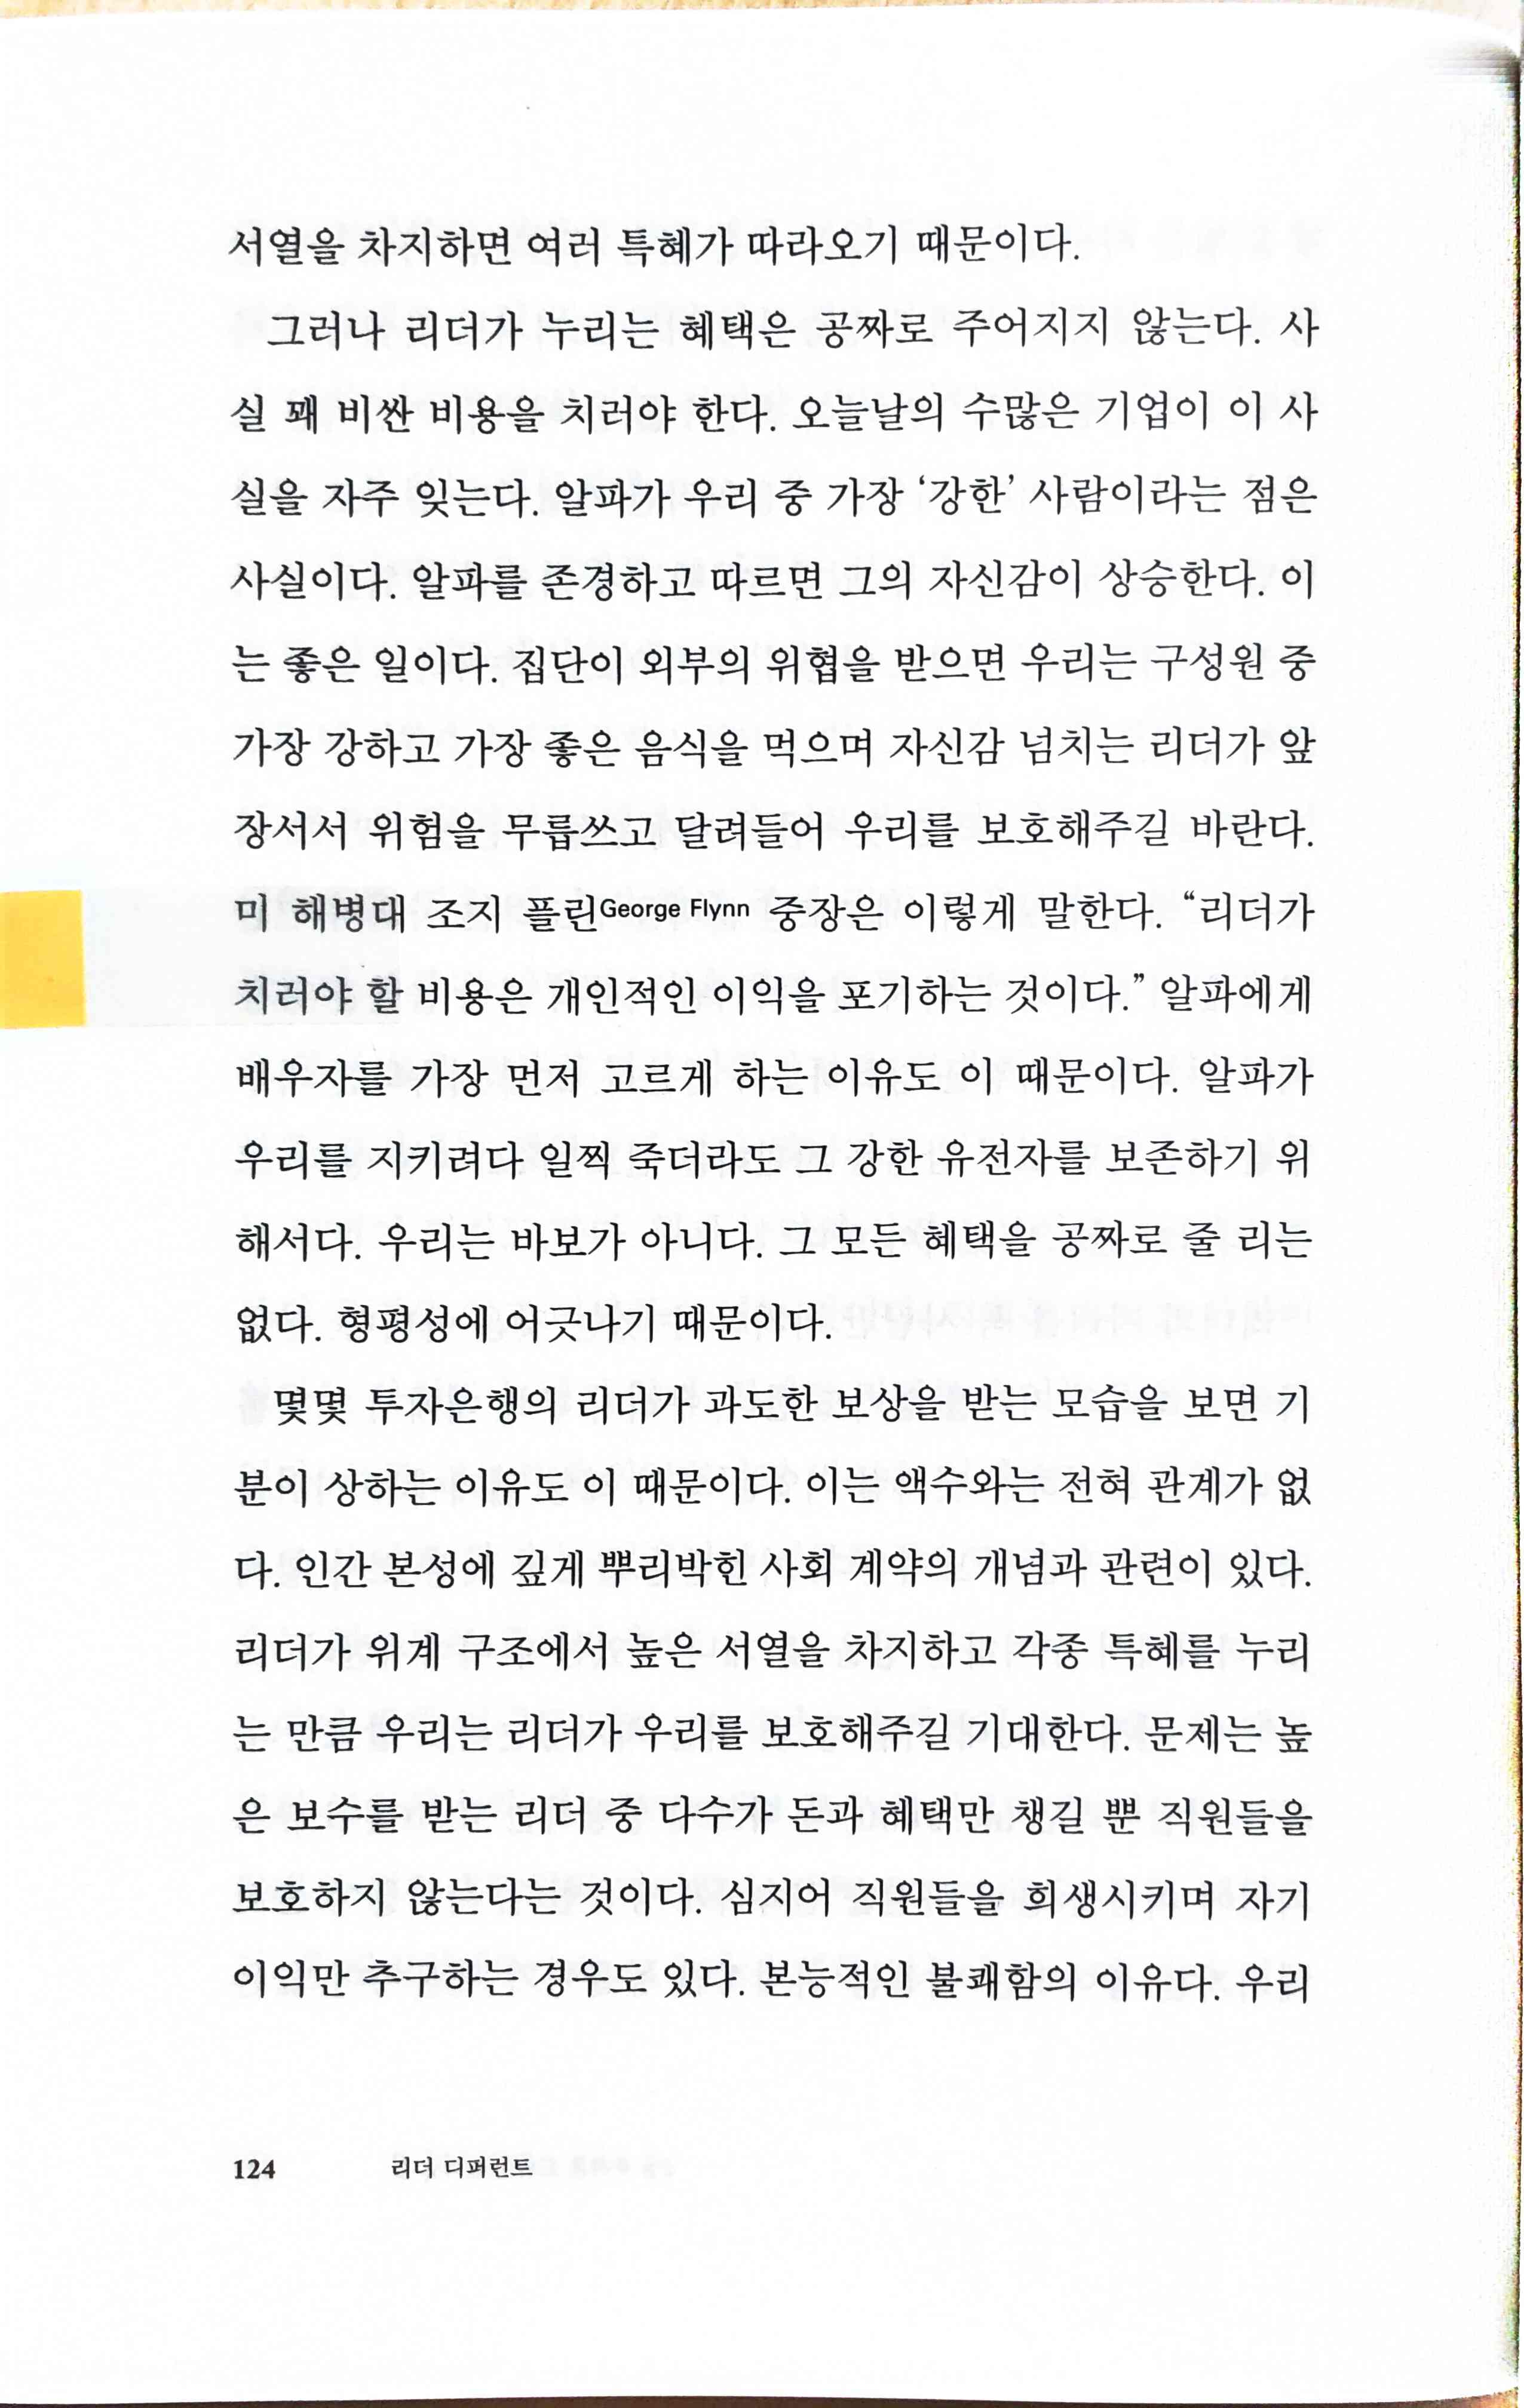 서열을 차지하면 여러 특혜가 따라오기 때문이다.
그러나 리더가 누리는 혜택은 공짜로 주어지지 않는다. 사
실 꽤 비싼 비용을 치러야 한다. 오늘날의 수많은 기업이 이 사
실을 자주 잊는다. 알파가 우리 중 가장 ‘강한’ 사람이라는 점은
사실이다. 알파를 존경하고 따르면 그의 자신감이 상승한다. 이
는 좋은 일이다. 집단이 외부의 위협을 받으면 우리는 구성원 중
가장 강하고 가장 좋은 음식을 먹으며 자신감 넘치는 리더가 앞
장서서 위험을 무릅쓰고 달려들어 우리를 보호해주길 바란다.
미 해병대 조지 플린George Flynn 중장은 이렇게 말한다. “리더가
치러야 할 비용은 개인적인 이익을 포기하는 것이다.” 알파에게
배우자를 가장 먼저 고르게 하는 이유도 이 때문이다. 알파가
우리를 지키려다 일찍 죽더라도 그 강한 유전자를 보존하기 위
해서다. 우리는 바보가 아니다. 그 모든 혜택을 공짜로 줄 리는
없다. 형평성에 어긋나기 때문이다.
몇몇 투자은행의 리더가 과도한 보상을 받는 모습을 보면 기
분이 상하는 이유도 이 때문이다. 이는 액수와는 전혀 관계가 없
다. 인간 본성에 깊게 뿌리박힌 사회 계약의 개념과 관련이 있다.
리더가 위계 구조에서 높은 서열을 차지하고 각종 특혜를 누리
는 만큼 우리는 리더가 우리를 보호해주길 기대한다. 문제는 높
은 보수를 받는 리더 중 다수가 돈과 혜택만 챙길 뿐 직원들을
보호하지 않는다는 것이다. 심지어 직원들을 희생시키며 자기
이익만 추구하는 경우도 있다. 본능적인 불쾌함의 이유다. 우리
124 리더 디퍼런트